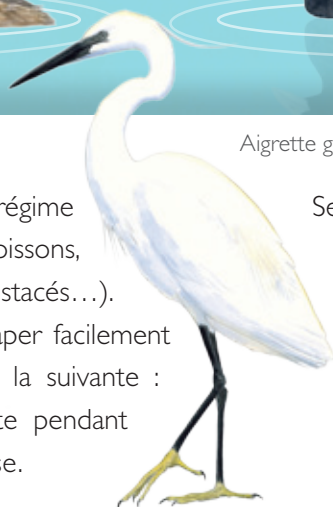 Aigrette g
régime
Se
oissons,
stacés…).
aper facilement
la suivante :
te pendant
se.